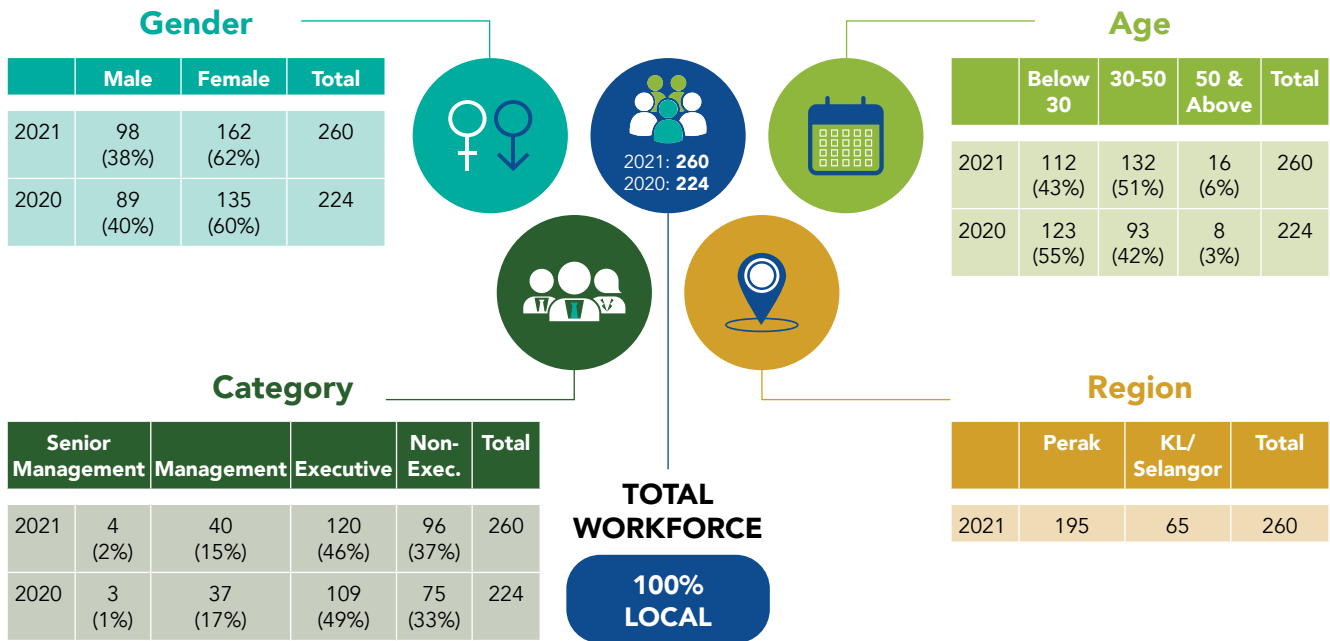 Gender
Male Female Total
2021 98 162 260
(38%) (62%)
2020 89 135 224
(40%) (60%)
2021: 260
2020: 224
Age
Below 30-50 50 & Total
30 Above
2021 112 132 16 260
(43%) (51%) (6%)
2020 123 93 8 224
(55%) (42%) (3%)
Category
Senior Management Executive Non- Total
Management Exec.
2021 4 40 120 96 260
(2%) (15%) (46%) (37%)
2020 3 37 109 75 224
(1%) (17%) (49%) (33%)
TOTAL
WORKFORCE
100%
LOCAL
Region
Perak KL/ Total
Selangor
2021 195 65 260